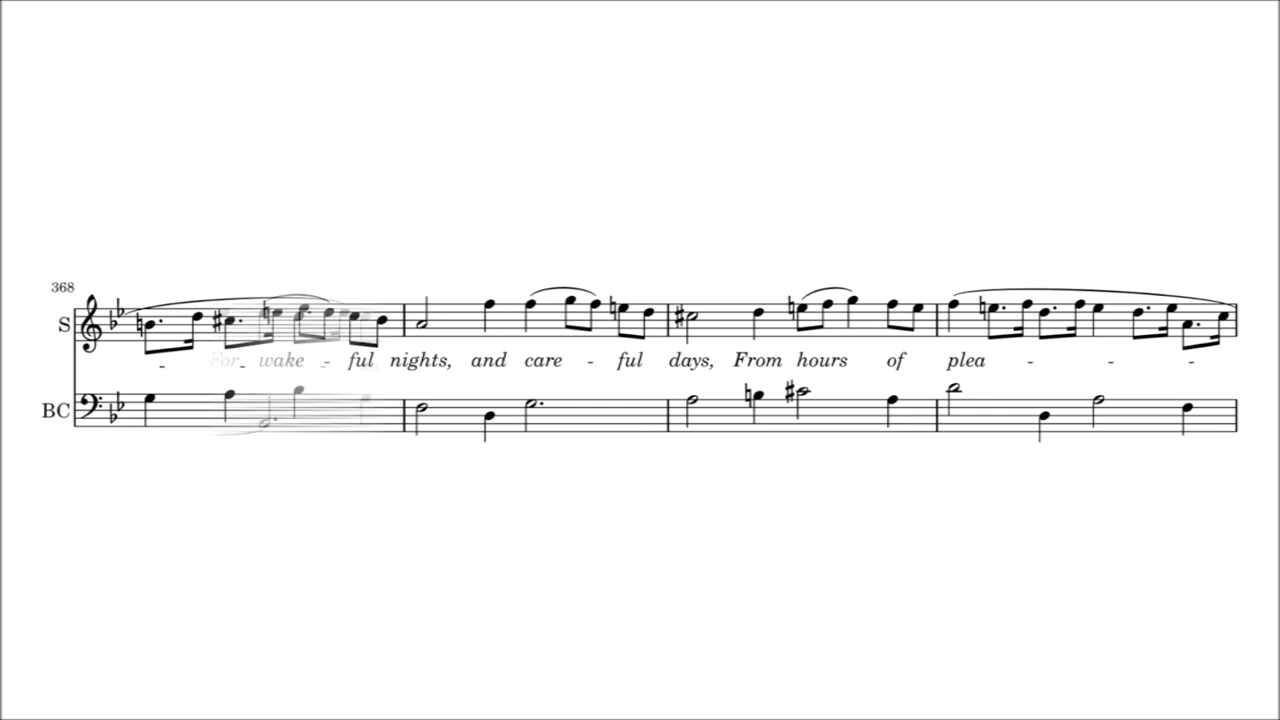 368
S
For wake - ful nights, and care - ful days, From hours of plea - - -
BC